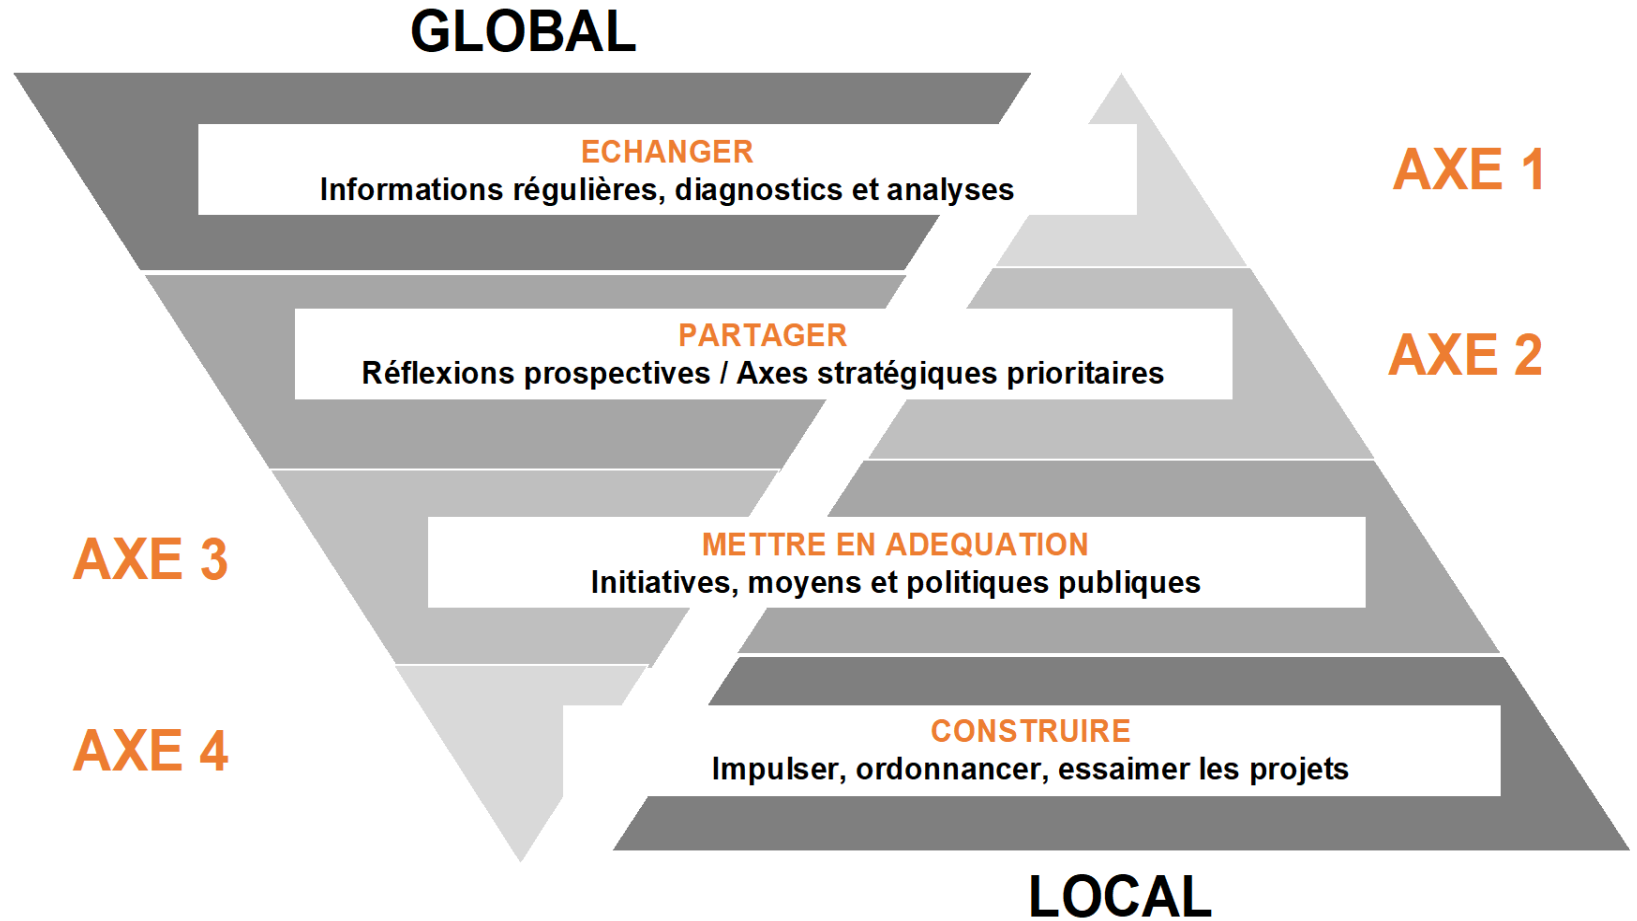 GLOBAL
ECHANGER
Informations régulières, diagnostics et analyses
AXE 1
PARTAGER
Réflexions prospectives / Axes stratégiques prioritaires
AXE 2
AXE 3
METTRE EN ADEQUATION
Initiatives, moyens et politiques publiques
AXE 4
CONSTRUIRE
Impulser, ordonnancer, essaimer les projets
LOCAL